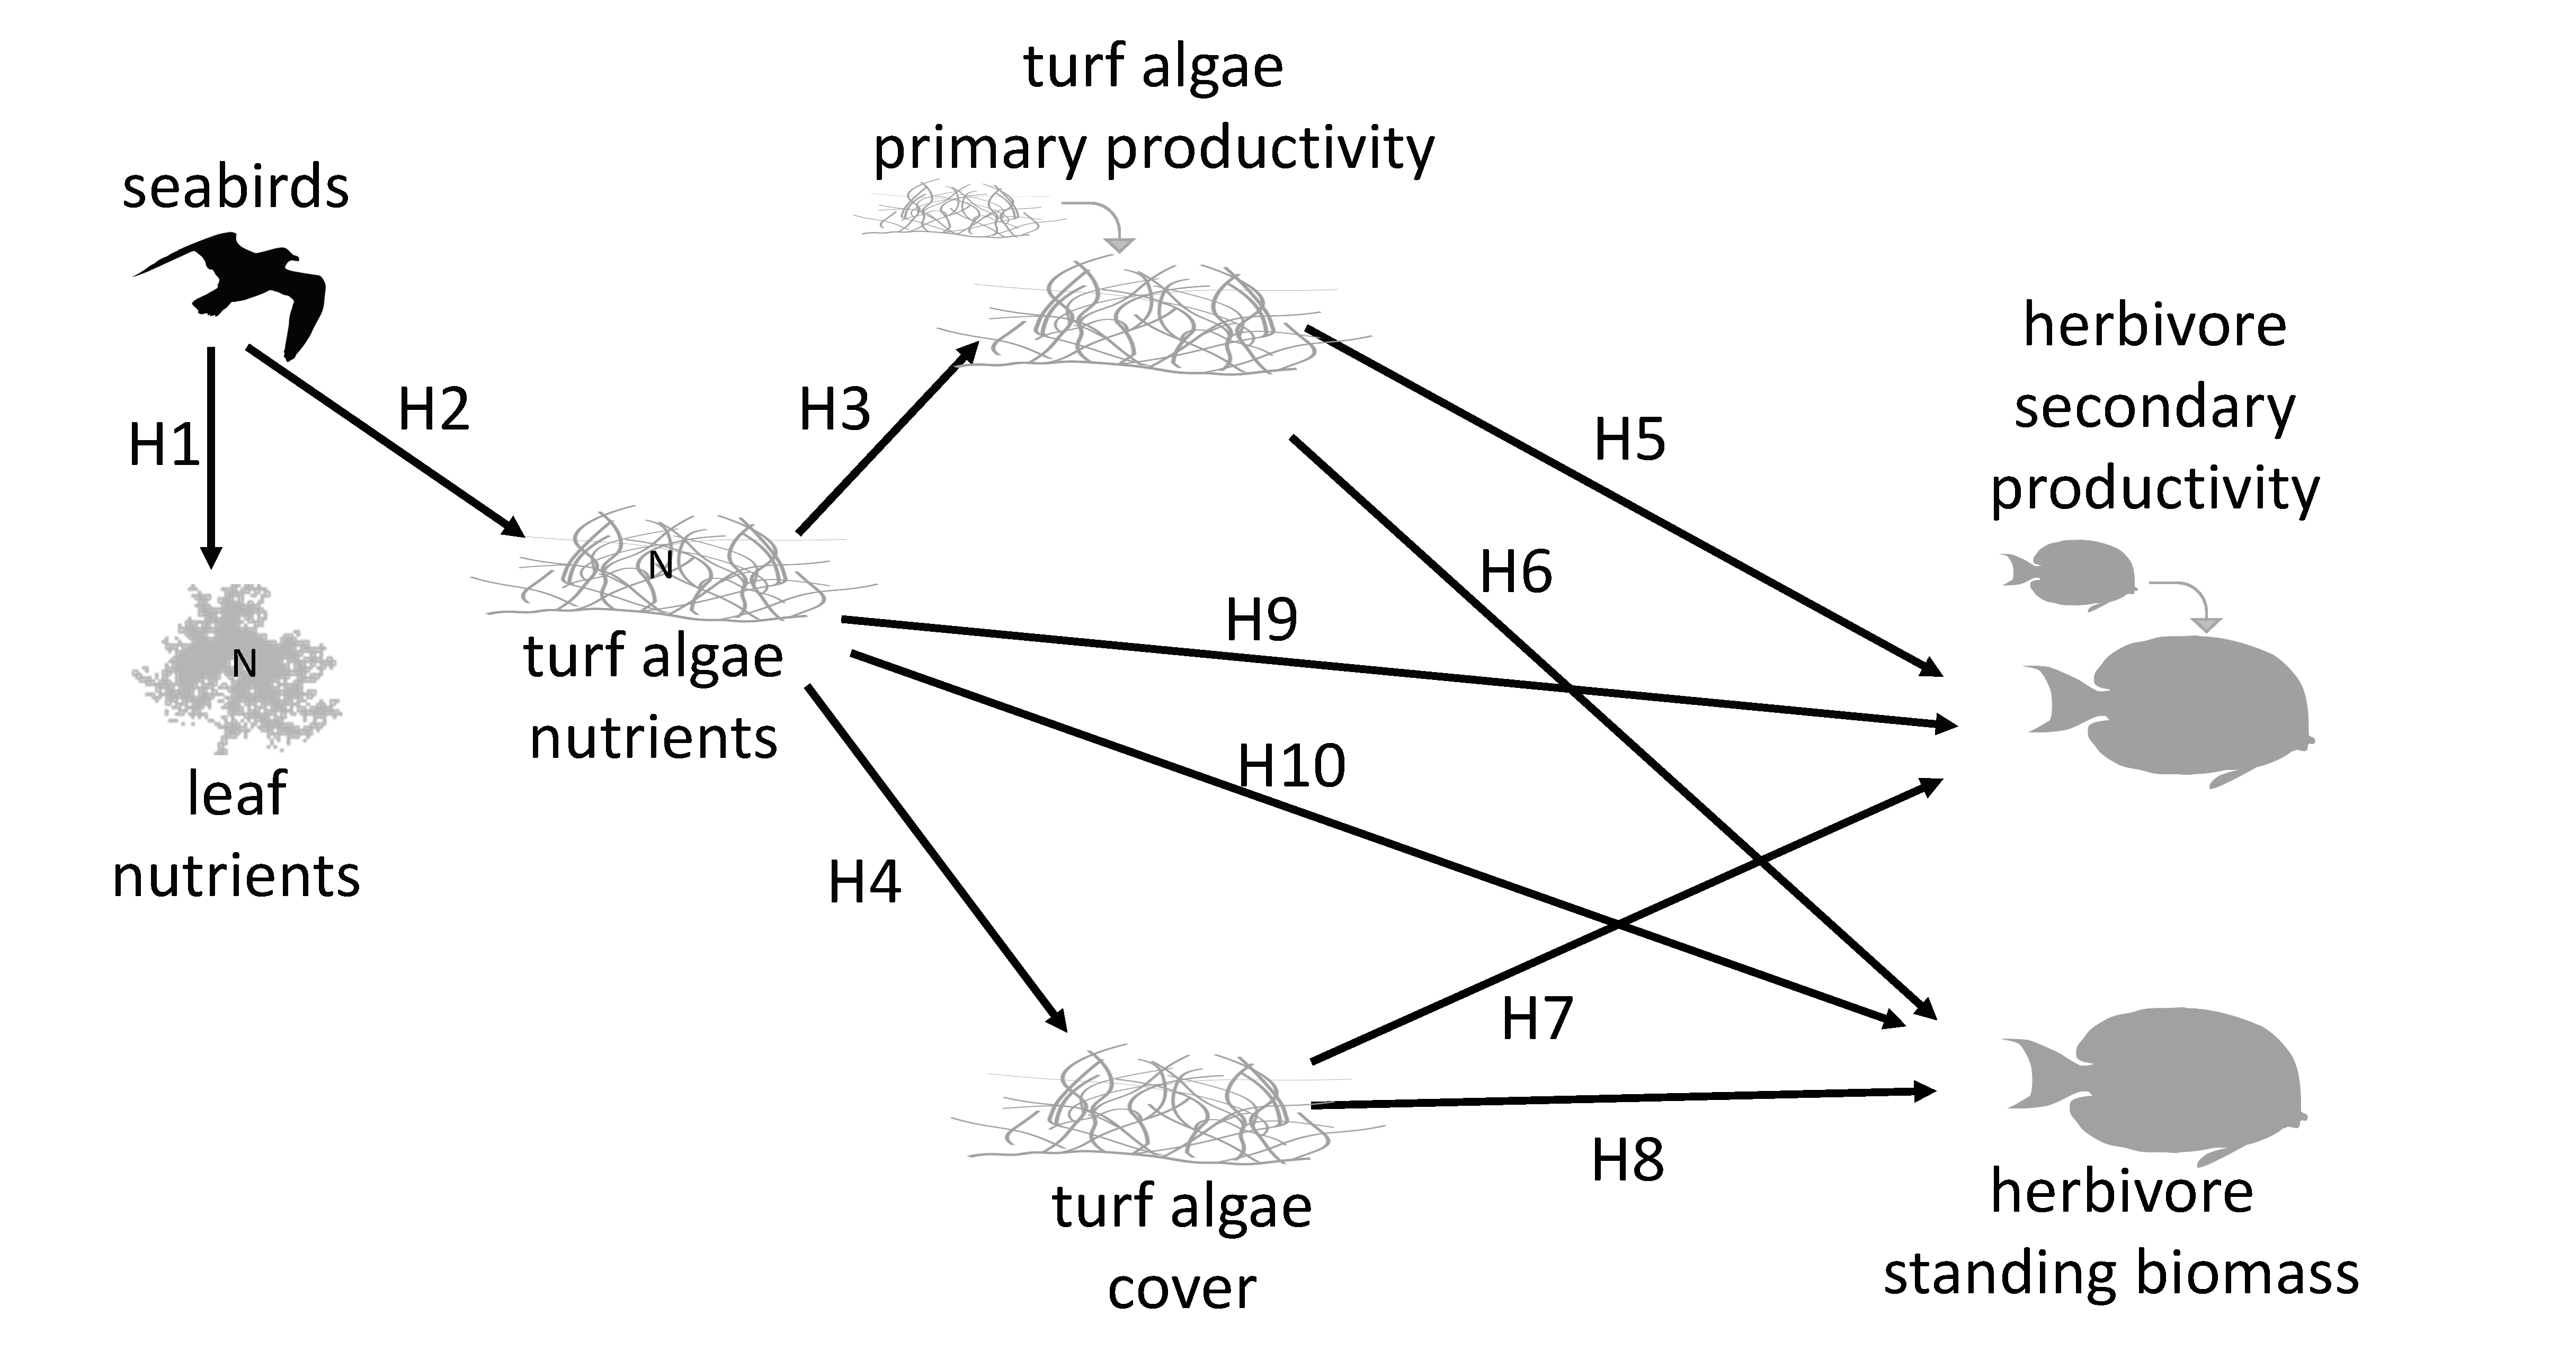 turf algae
primary productivity
seabirds
herbivore
secondary
productivity
H1
H2
H3
H5
H6
H9
N
turf algae
nutrients
N
leaf
nutrients
H10
H4
H7
H8
turf algae
cover
herbivore
standing biomass